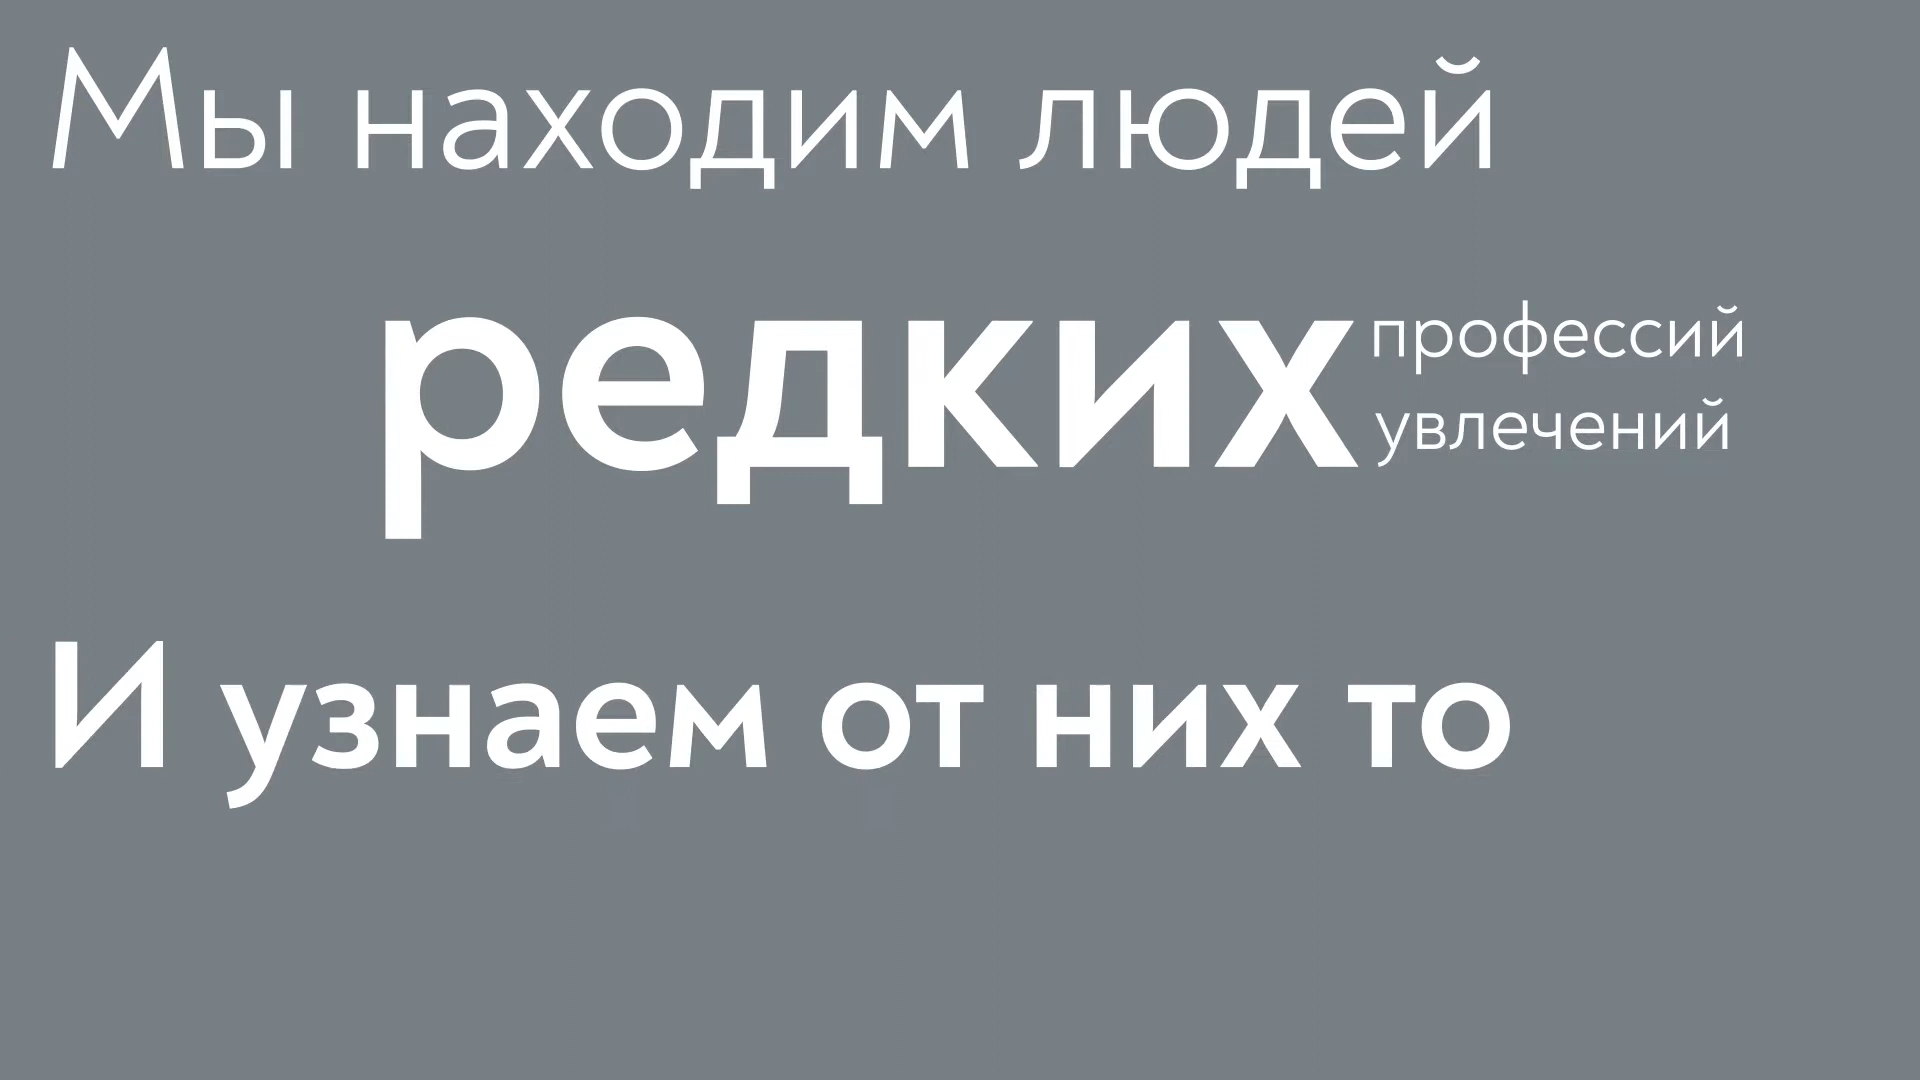 Мы находим людей
редких
профессий
увлечений
И узнаем от них то